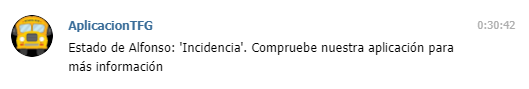 AplicacionTFG 0:30:42
Estado de Alfonso: 'Incidencia'. Compruebe nuestra aplicación para
más información